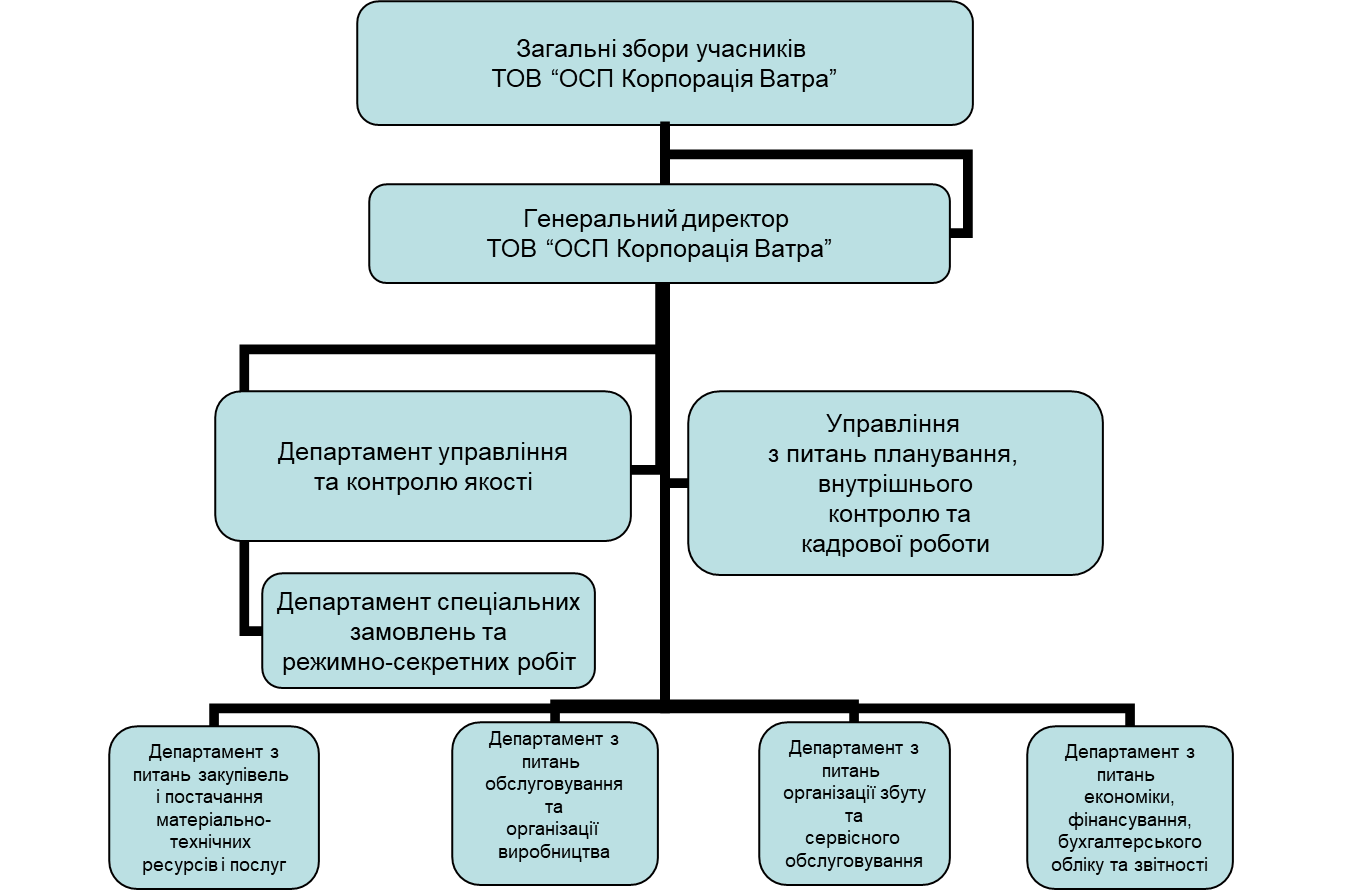 Загальні збори учасників
ТОВ “ОСП Корпорація Ватра”
Генеральний директор
ТОВ “ОСП Корпорація Ватра”
Департамент управління
та контролю якості
Управління
з питань планування,
внутрішнього
контролю та
кадрової роботи
Департамент спеціальних
замовлень та
режимно-секретних робіт
Департамент з
питань закупівель
і постачання
матеріально-
технічних
ресурсів і послуг
Департамент з
питань
обслуговування
та
організації
виробництва
Департамент з
питань
організації збуту
та
сервісного
обслуговування
Департамент з
питань
економіки,
фінансування,
бухгалтерського
обліку та звітності